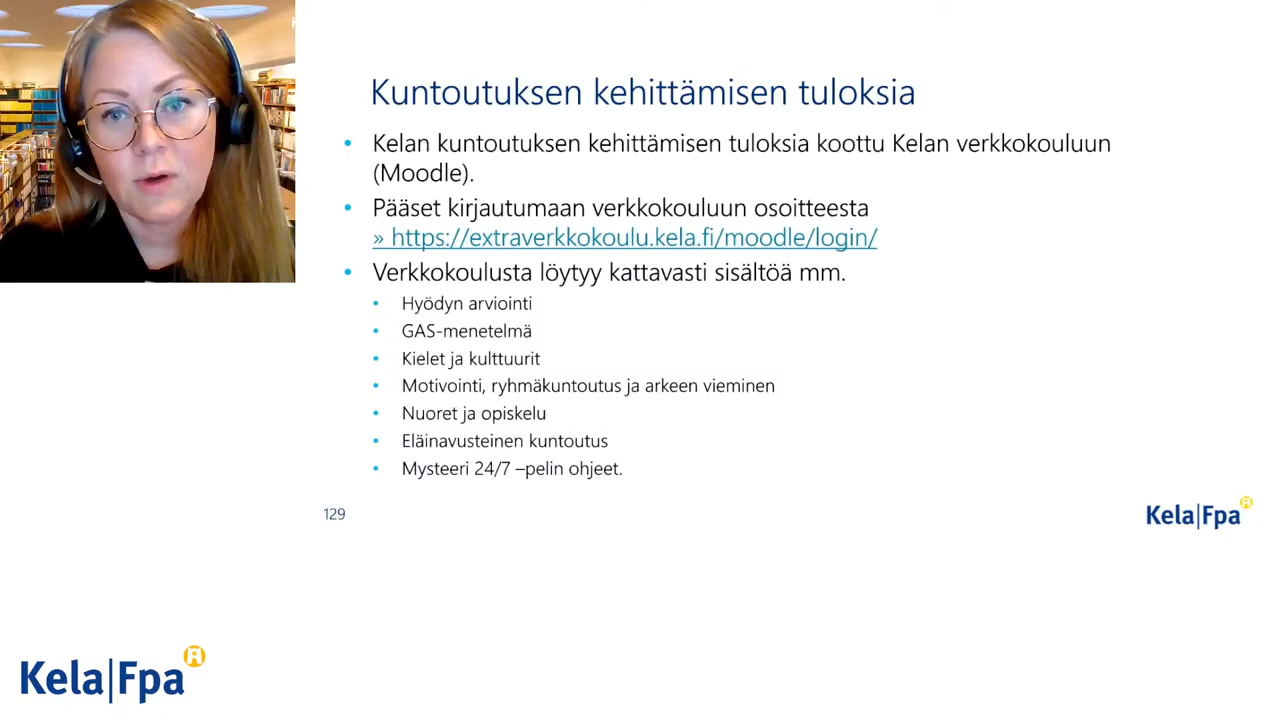 Kuntoutuksen kehittämisen tuloksia
• Kelan kuntoutuksen kehittämisen tuloksia koottu Kelan verkkokouluun
(Moodle).
• Pääset kirjautumaan verkkokouluun osoitteesta
» https://extraverkkokoulu.kela.fi/moodle/login/
• Verkkokoulusta löytyy kattavasti sisältöä mm.
• Hyödyn arviointi
• GAS-menetelmä
• Kielet ja kulttuurit
• Motivointi, ryhmäkuntoutus ja arkeen vieminen
• Nuoret ja opiskelu
• Eläinavusteinen kuntoutus
• Mysteeri 24/7 –pelin ohjeet.
129
Kela|Fpa
Kela|Fpa